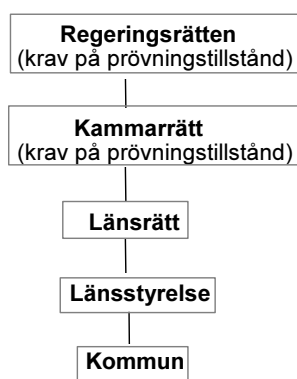 Regeringsrätten
(krav på prövningstillstånd)
Kammarrätt
(krav på prövningstillstånd)
Länsrätt
Länsstyrelse
Kommun